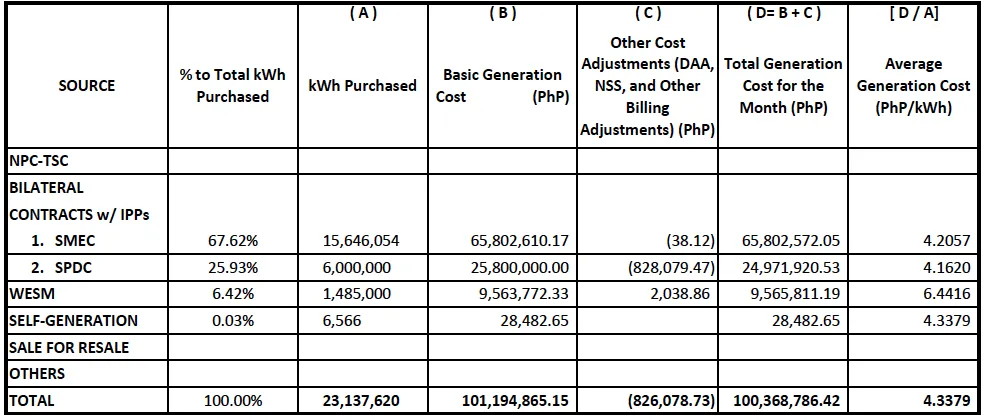 ( A ) ( B ) ( C ) ( D= B + C ) [ D / A]
SOURCE % to Total kWh Purchased kWh Purchased Basic Generation Cost (PhP) Other Cost Adjustments (DAA, NSS, and Other Billing Adjustments) (PhP) Total Generation Cost for the Month (PhP) Average Generation Cost (PhP/kWh)
NPC-TSC
BILATERAL
CONTRACTS w/ IPPs
1. SMEC 67.62% 15,646,054 65,802,610.17 (38.12) 65,802,572.05 4.2057
2. SPDC 25.93% 6,000,000 25,800,000.00 (828,079.47) 24,971,920.53 4.1620
WESM 6.42% 1,485,000 9,563,772.33 2,038.86 9,565,811.19 6.4416
SELF-GENERATION 0.03% 6,566 28,482.65 28,482.65 4.3379
SALE FOR RESALE
OTHERS
TOTAL 100.00% 23,137,620 101,194,865.15 (826,078.73) 100,368,786.42 4.3379